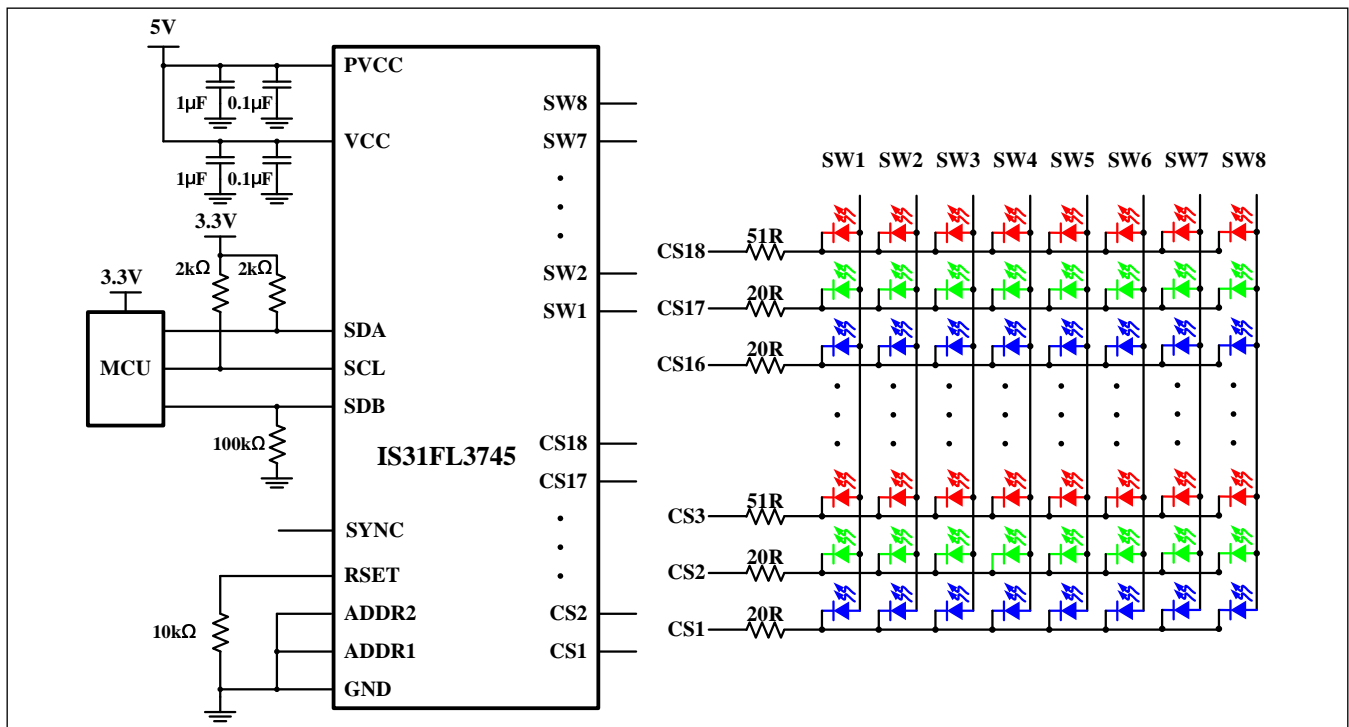 5V
PVCC
1μF 0.1μF
SW8
VCC
SW7
1μF 0.1μF
SW1 SW2 SW3 SW4 SW5 SW6 SW7 SW8
3.3V
CS18 51R
2kΩ 2kΩ
SW2
3.3V
CS17 20R
SW1
SDA
CS16 20R
MCU
SCL
SDB
100kΩ
CS18
IS31FL3745
CS17
CS3 51R
SYNC
CS2 20R
RSET
ADDR2
CS2
10kΩ
CS1 20R
ADDR1
CS1
GND